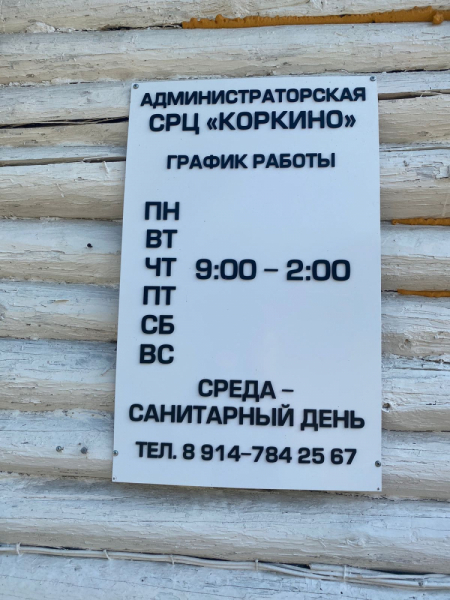 АДМИНИСТРАТОРСКАЯ
СРЦ «КОРКИНО»
ГРАФИК РАБОТЫ
ПН
ВТ
ЧТ 9:00 – 2:00
ПТ
СБ
ВС
СРЕДА –
САНИТАРНЫЙ ДЕНЬ
ТЕЛ. 8 914–784 25 67